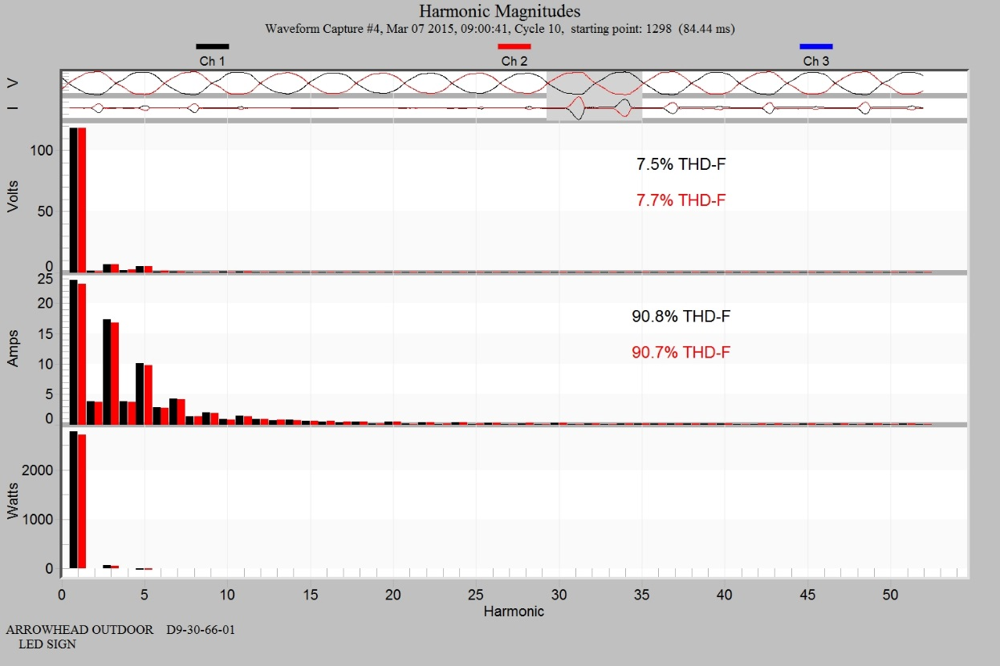 Harmonic Magnitudes
Waveform Capture #4, Mar 07 2015, 09:00:41, Cycle 10, starting point: 1298 (84.44 ms)
Ch 1 Ch 2 Ch 3
V
I
100
50
0
Volts
7.5% THD-F
7.7% THD-F
25
20
15
10
5
0
Amps
90.8% THD-F
90.7% THD-F
2000
1000
0
Watts
0 5 10 15 20 25 30 35 40 45 50
Harmonic
ARROWHEAD OUTDOOR D9-30-66-01
LED SIGN